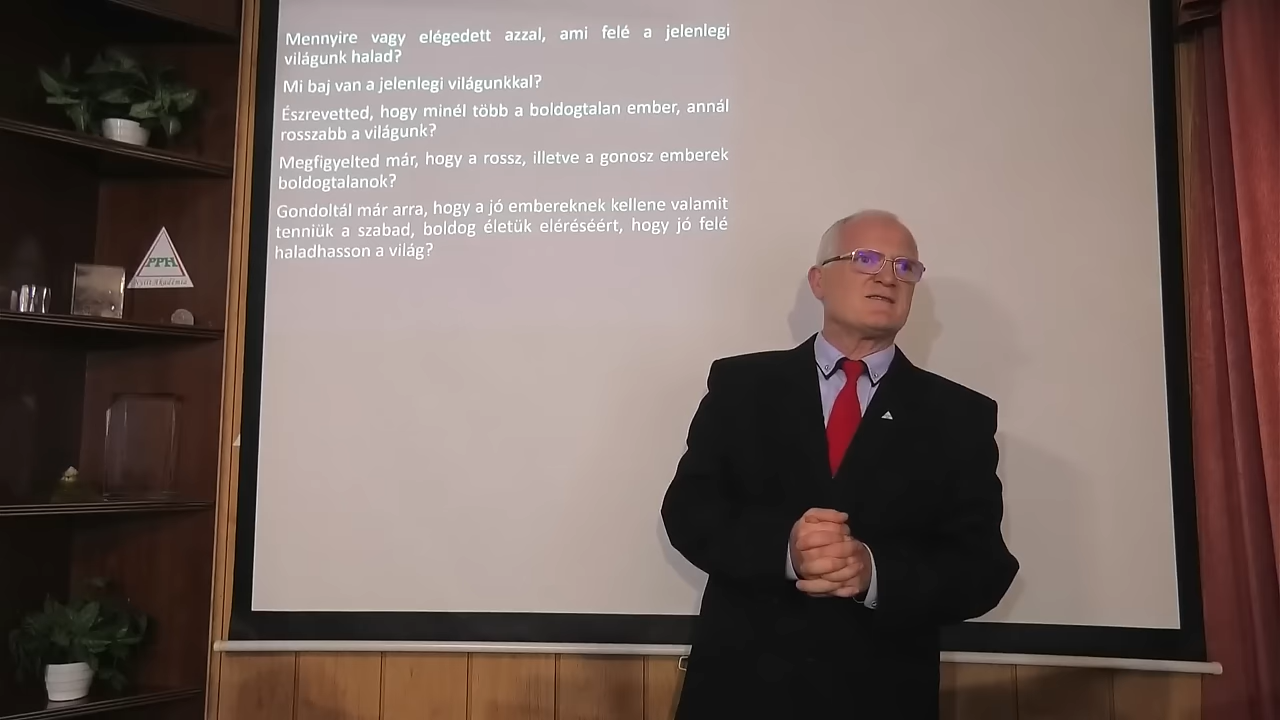 Mennyire vagy elégedett azzal, ami felé a jelenlegi
világunk halad?
Mi baj van a jelenlegi világunkkal?
Észrevetted, hogy minél több a boldogtalan ember, annál
rosszabb a világunk?
Megfigyelted már, hogy a rossz, illetve a gonosz emberek
boldogtalanok?
Gondoltál már arra, hogy a jó embereknek kellene valamit
tenniük a szabad, boldog életük eléréséért, hogy jó felé
haladhasson a világ?
PPH
Nyílt Akadémia